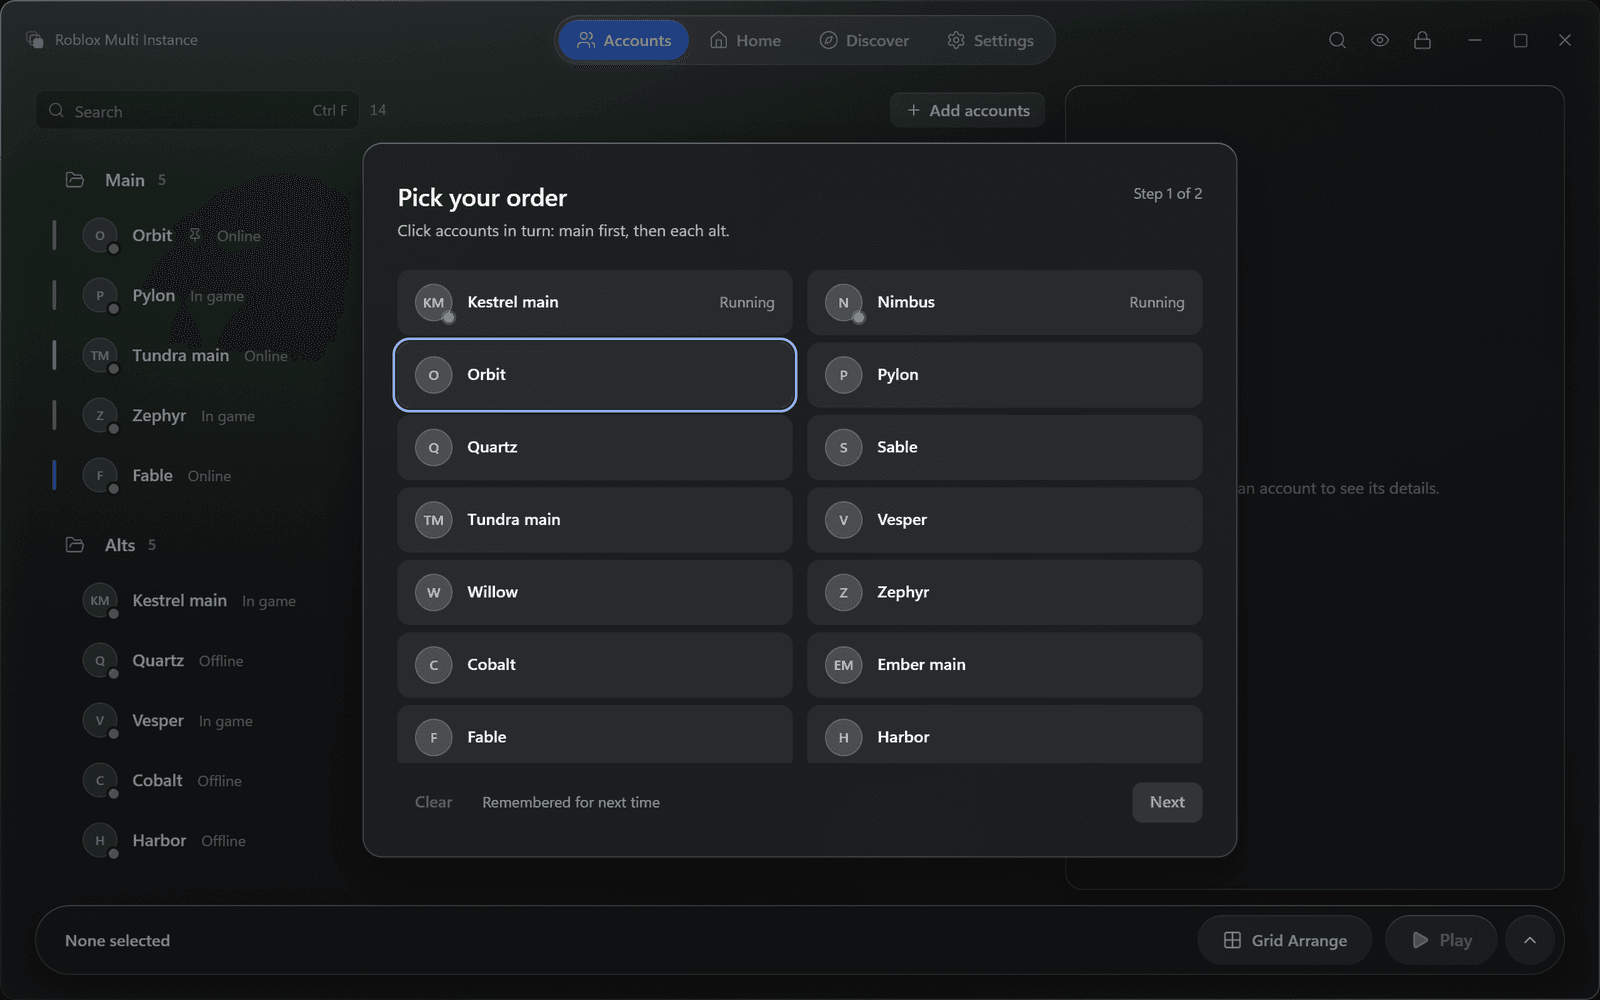 Roblox Multi Instance
Accounts
Home
Discover
Settings
Search
Ctrl F
14
Add accounts
Main 5
O Orbit Online
P Pylon In game
TM Tundra main Online
Z Zephyr In game
F Fable Online
Alts 5
KM Kestrel main In game
Q Quartz Offline
V Vesper In game
C Cobalt Offline
H Harbor Offline
Pick your order
Step 1 of 2
Click accounts in turn: main first, then each alt.
KM Kestrel main Running
N Nimbus Running
O Orbit
P Pylon
Q Quartz
S Sable
TM Tundra main
V Vesper
W Willow
Z Zephyr
C Cobalt
EM Ember main
F Fable
H Harbor
Clear
Remembered for next time
Next
an account to see its details.
None selected
Grid Arrange
Play